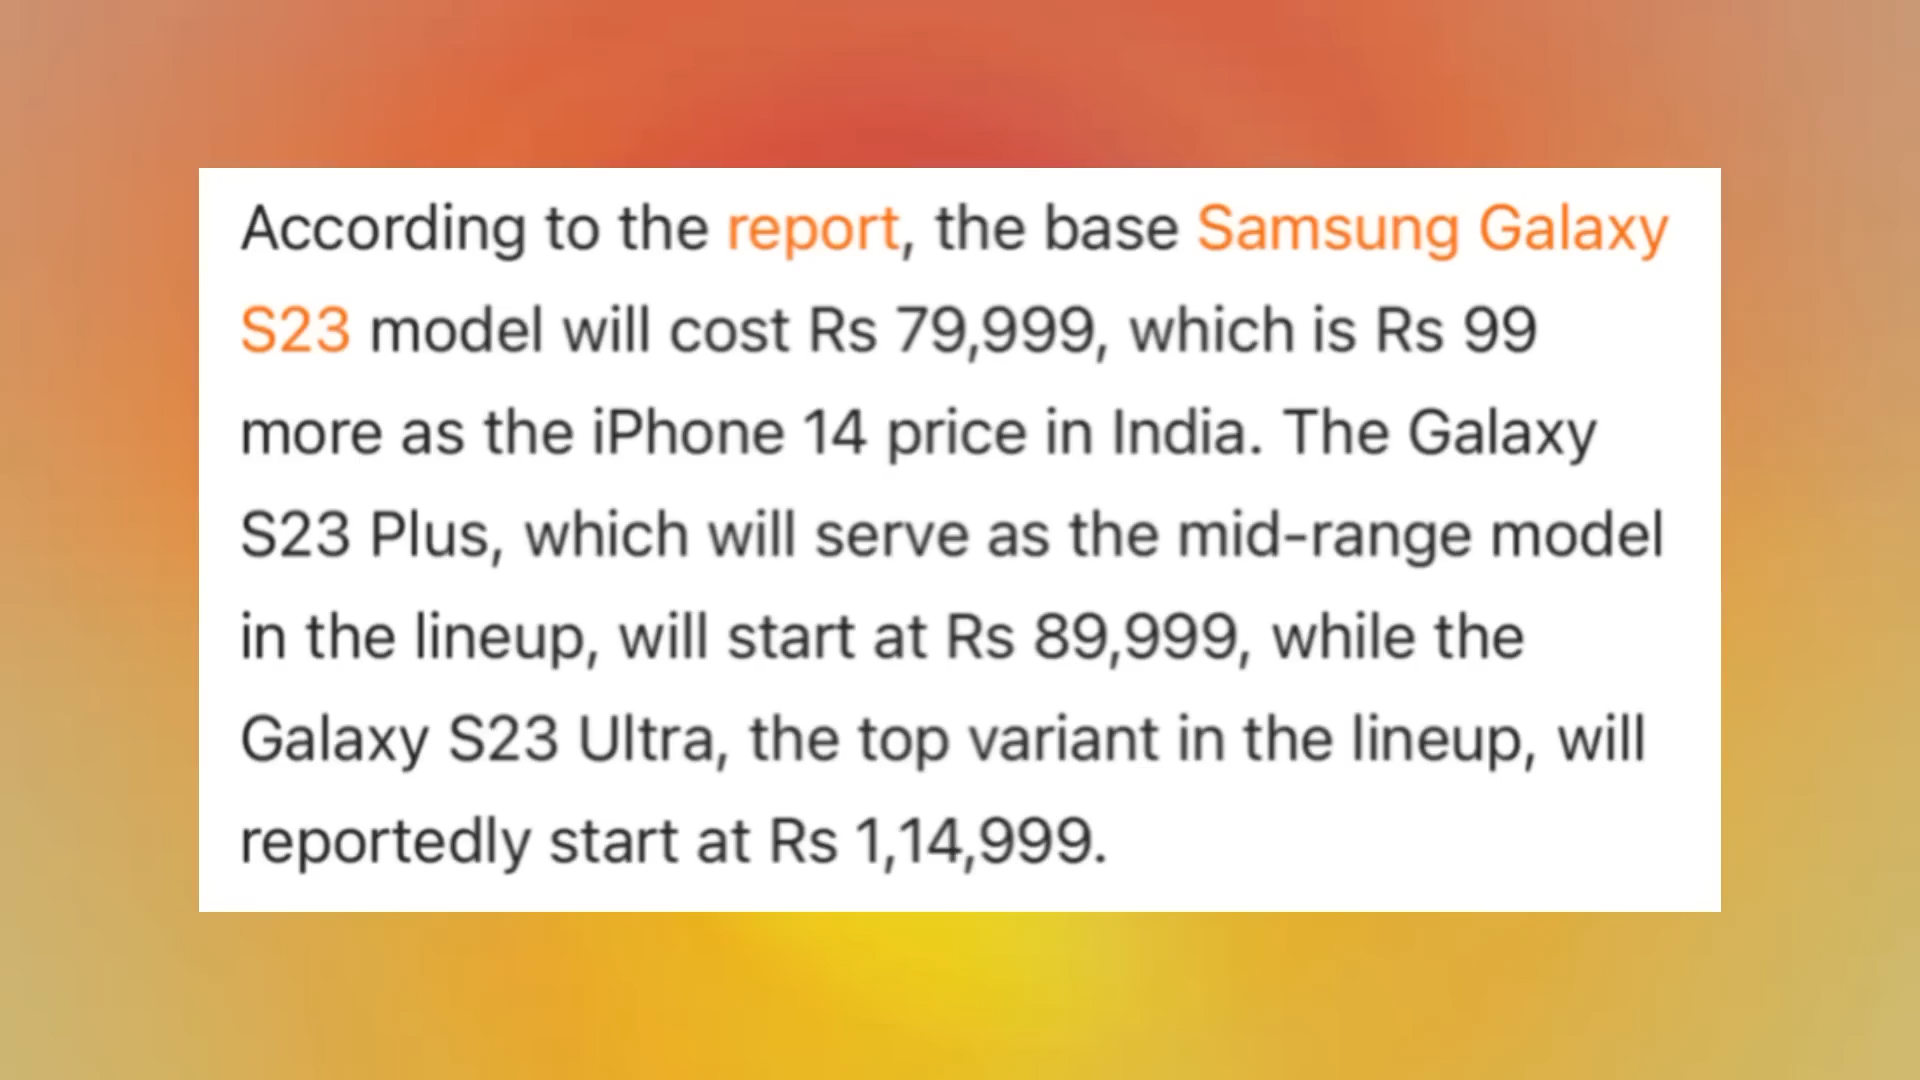 According to the report, the base Samsung Galaxy
S23 model will cost Rs 79,999, which is Rs 99
more as the iPhone 14 price in India. The Galaxy
S23 Plus, which will serve as the mid-range model
in the lineup, will start at Rs 89,999, while the
Galaxy S23 Ultra, the top variant in the lineup, will
reportedly start at Rs 1,14,999.